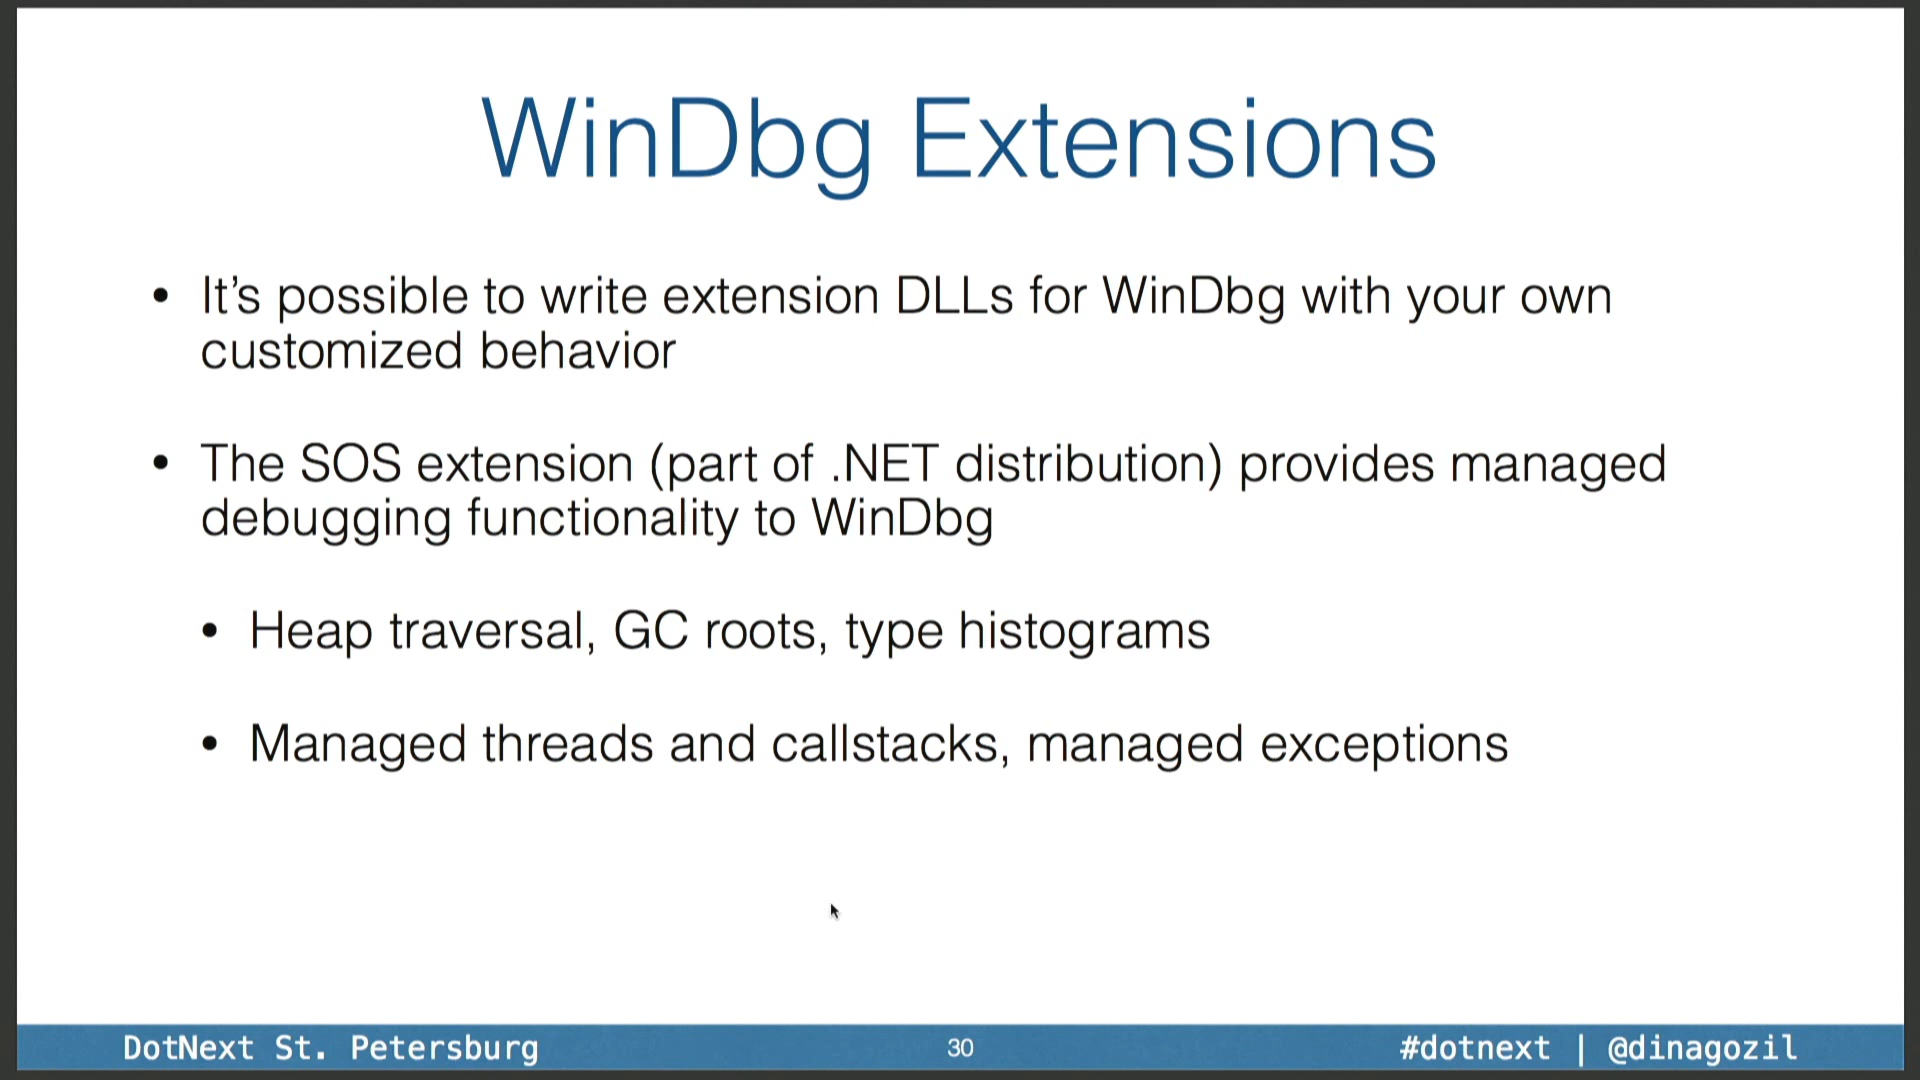 WinDbg Extensions
• It’s possible to write extension DLLs for WinDbg with your own
customized behavior
• The SOS extension (part of .NET distribution) provides managed
debugging functionality to WinDbg
• Heap traversal, GC roots, type histograms
• Managed threads and callstacks, managed exceptions
DotNext St. Petersburg
30
#dotnext | @dinagozil